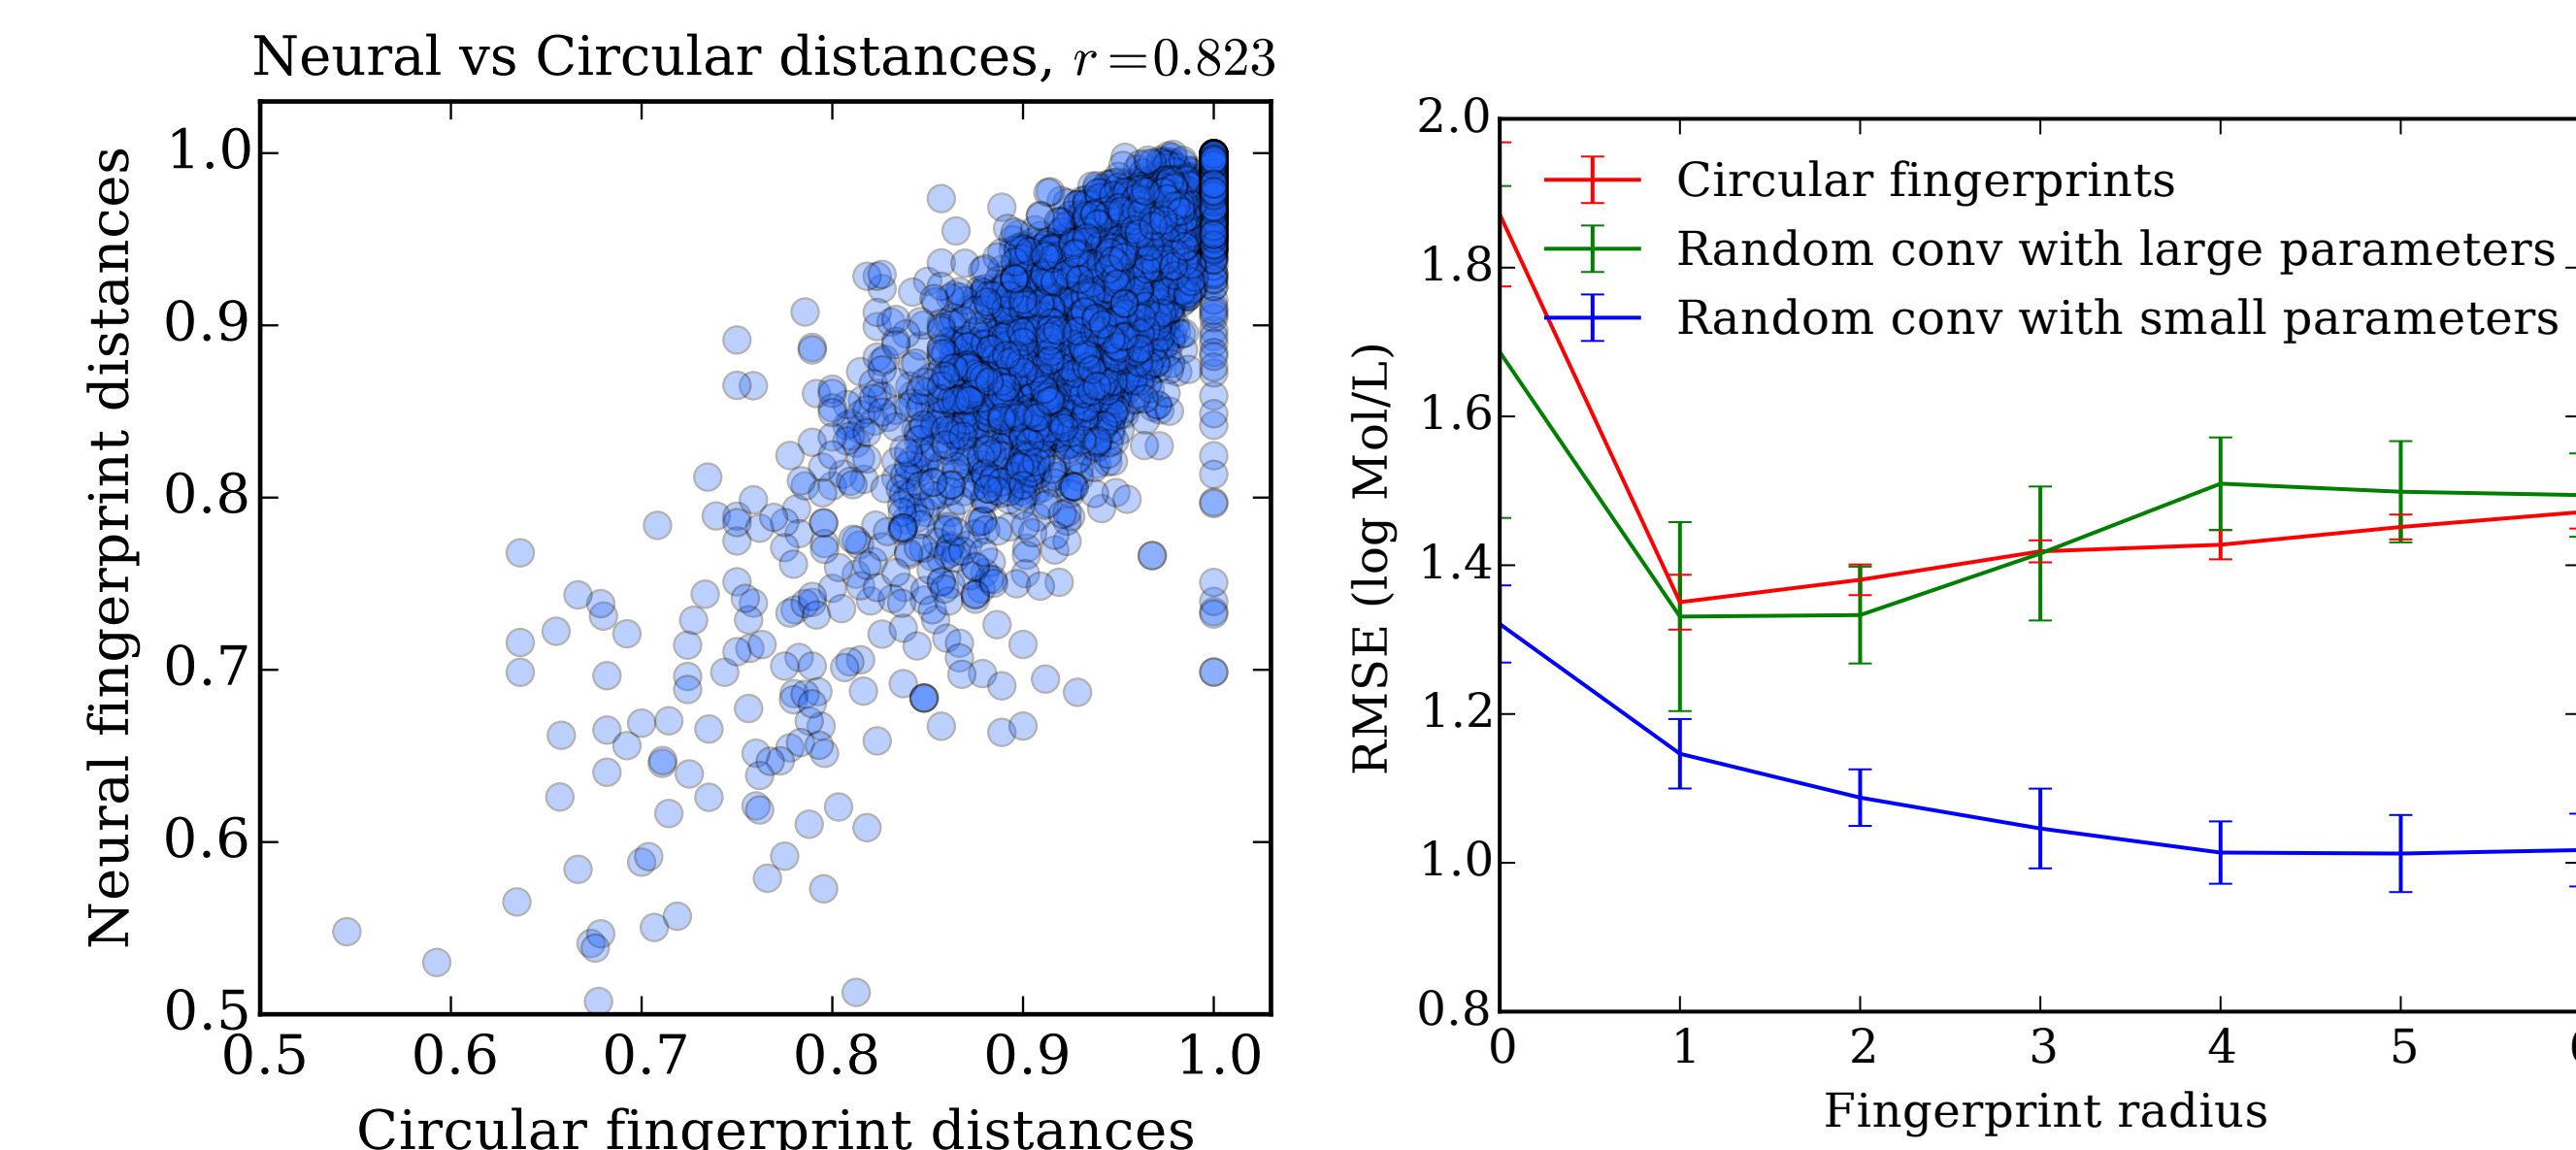 Neural vs Circular distances, r=0.823
Neural fingerprint distances
1.0
0.9
0.8
0.7
0.6
0.5
0.5 0.6 0.7 0.8 0.9 1.0
Circular fingerprint distances
RMSE (log Mol/L)
2.0
1.8
1.6
1.4
1.2
1.0
0.8
Circular fingerprints
Random conv with large parameters
Random conv with small parameters
0 1 2 3 4 5
Fingerprint radius